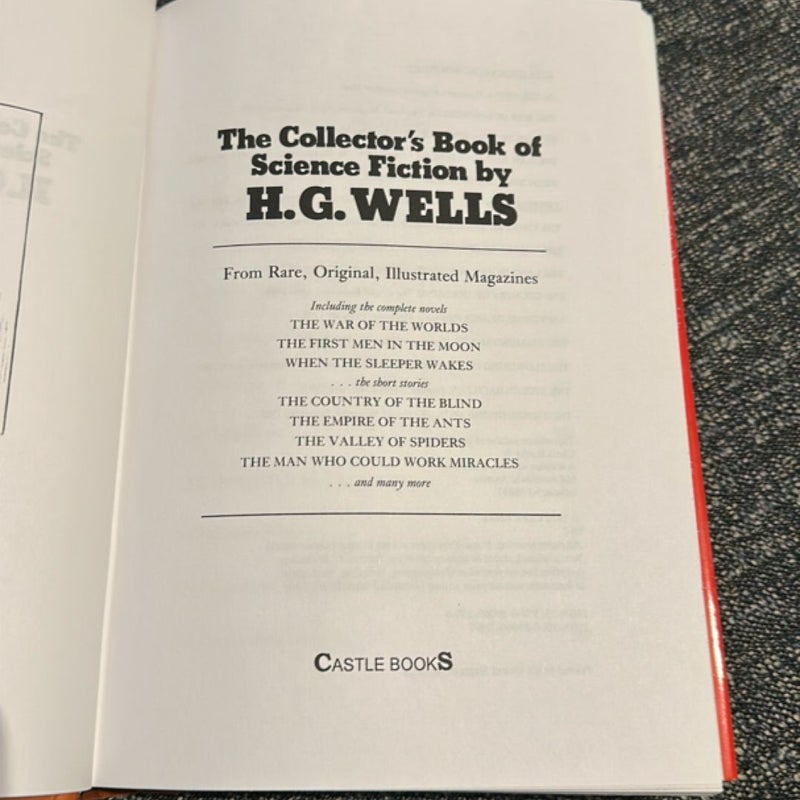 The Collector's Book of
Science Fiction by
H.G. WELLS
From Rare, Original, Illustrated Magazines
Including the complete novels
THE WAR OF THE WORLDS
THE FIRST MEN IN THE MOON
WHEN THE SLEEPER WAKES
. . . the short stories
THE COUNTRY OF THE BLIND
THE EMPIRE OF THE ANTS
THE VALLEY OF SPIDERS
THE MAN WHO COULD WORK MIRACLES
. . . and many more
CASTLE BOOKS